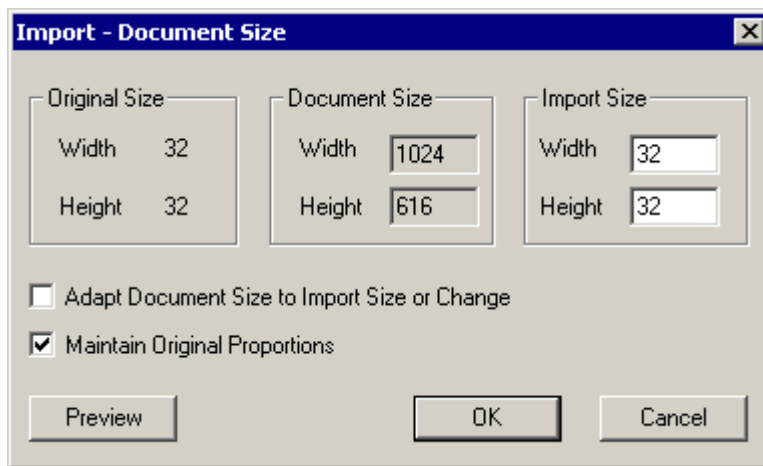 Import - Document Size
Original Size
Width 32
Height 32
Document Size
Width 1024
Height 616
Import Size
Width 32
Height 32
Adapt Document Size to Import Size or Change
Maintain Original Proportions
Preview
OK
Cancel